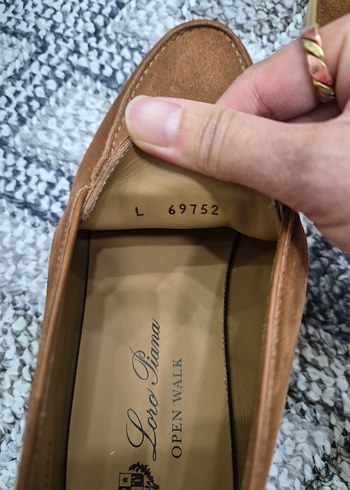 L 69752
Loro Piana
OPEN WALK